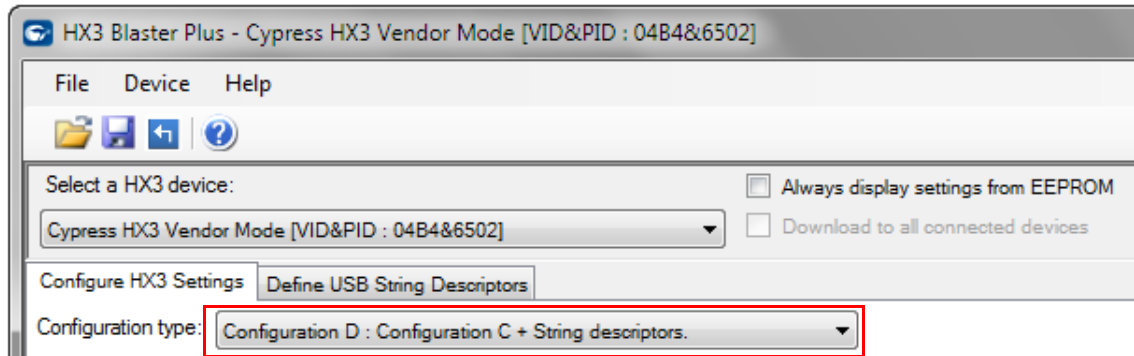 HX3 Blaster Plus - Cypress HX3 Vendor Mode [VID&PID : 04B4&6502]
File Device Help
Select a HX3 device:
Always display settings from EEPROM
Cypress HX3 Vendor Mode [VID&PID : 04B4&6502]
Download to all connected devices
Configure HX3 Settings Define USB String Descriptors
Configuration type: Configuration D : Configuration C + String descriptors.